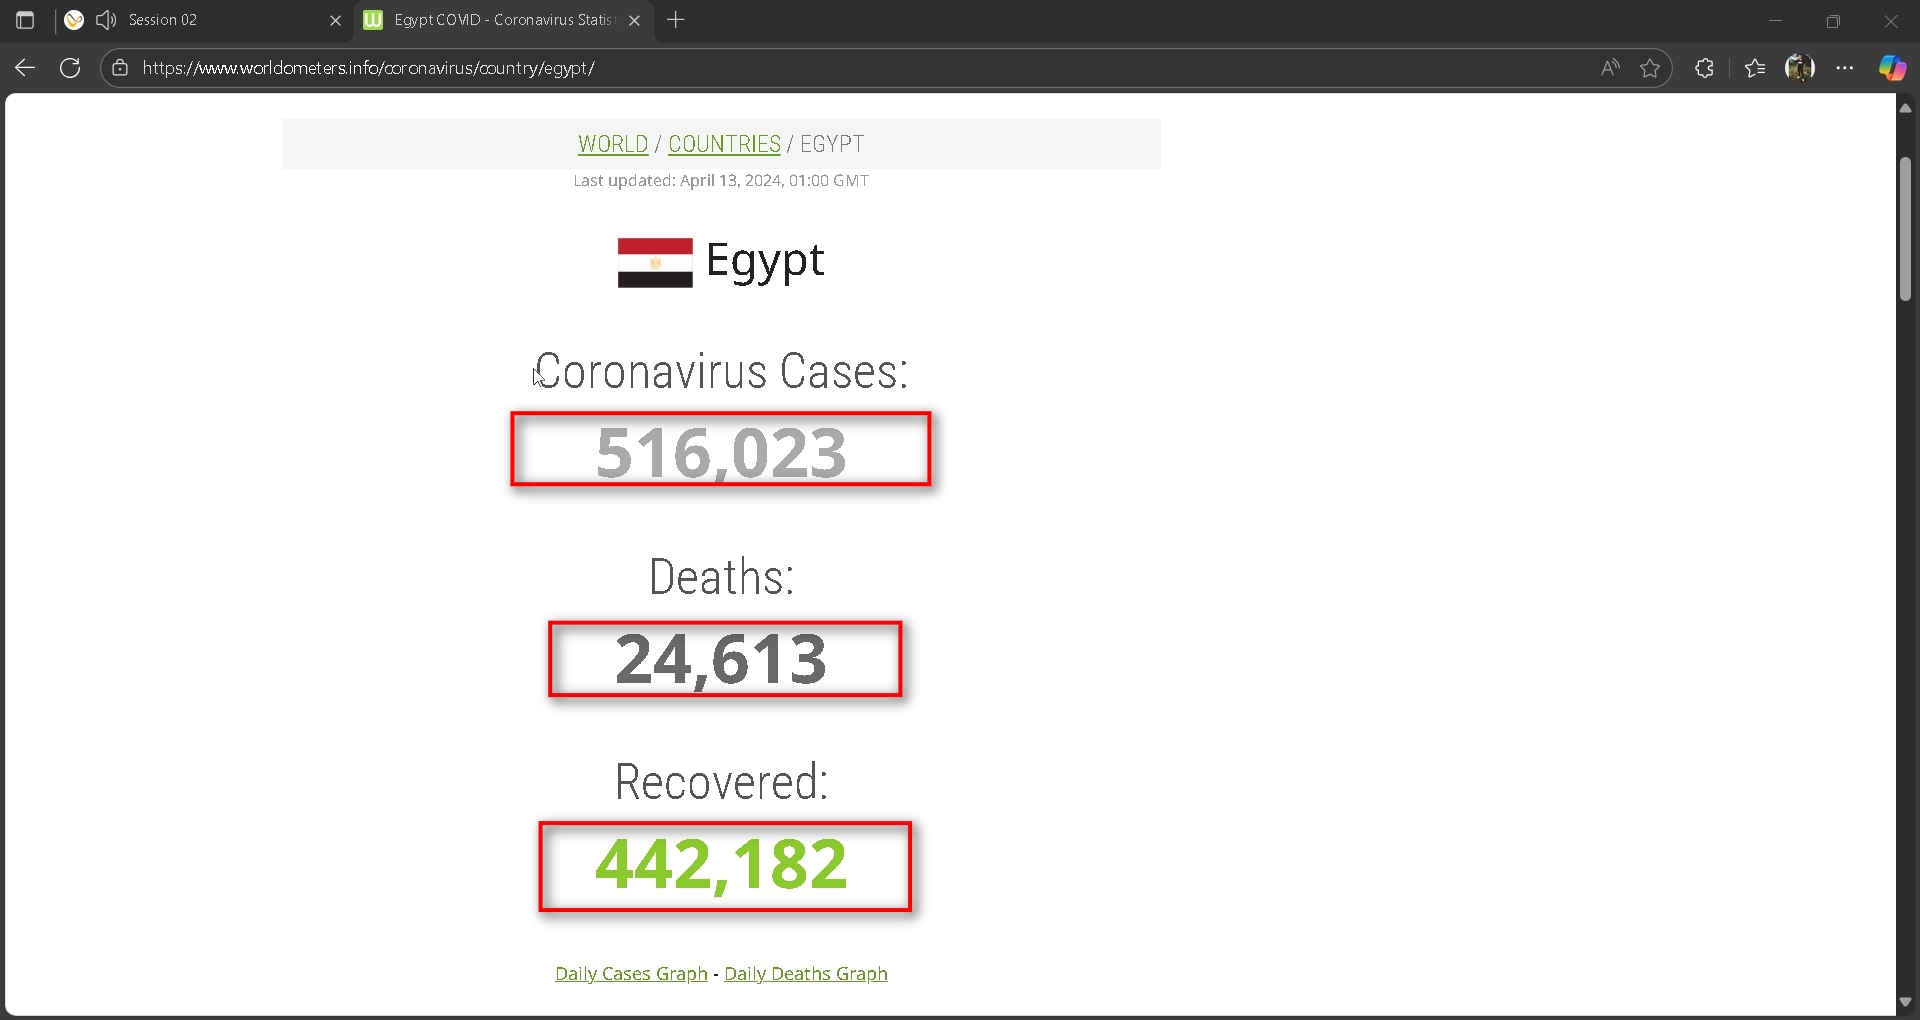 Session 02
Egypt COVID - Coronavirus Statis
https://www.worldometers.info/coronavirus/country/egypt/
WORLD / COUNTRIES / EGYPT
Last updated: April 13, 2024, 01:00 GMT
Egypt
Coronavirus Cases:
516,023
Deaths:
24,613
Recovered:
442,182
Daily Cases Graph - Daily Deaths Graph